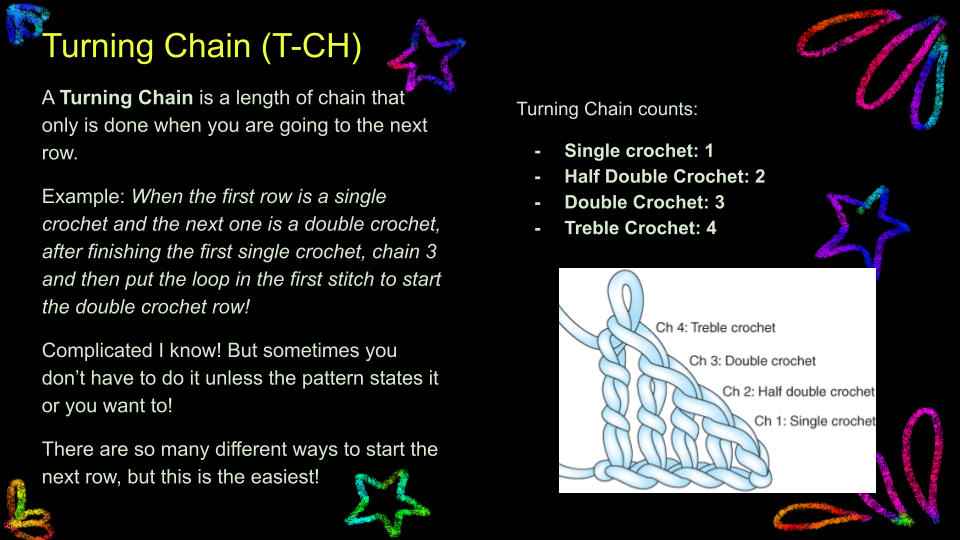 Turning Chain (T-CH)
A Turning Chain is a length of chain that
only is done when you are going to the next
row.
Example: When the first row is a single
crochet and the next one is a double crochet,
after finishing the first single crochet, chain 3
and then put the loop in the first stitch to start
the double crochet row!
Complicated I know! But sometimes you
don’t have to do it unless the pattern states it
or you want to!
There are so many different ways to start the
next row, but this is the easiest!
Turning Chain counts:
- Single crochet: 1
- Half Double Crochet: 2
- Double Crochet: 3
- Treble Crochet: 4
Ch 4: Treble crochet
Ch 3: Double crochet
Ch 2: Half double crochet
Ch 1: Single crochet